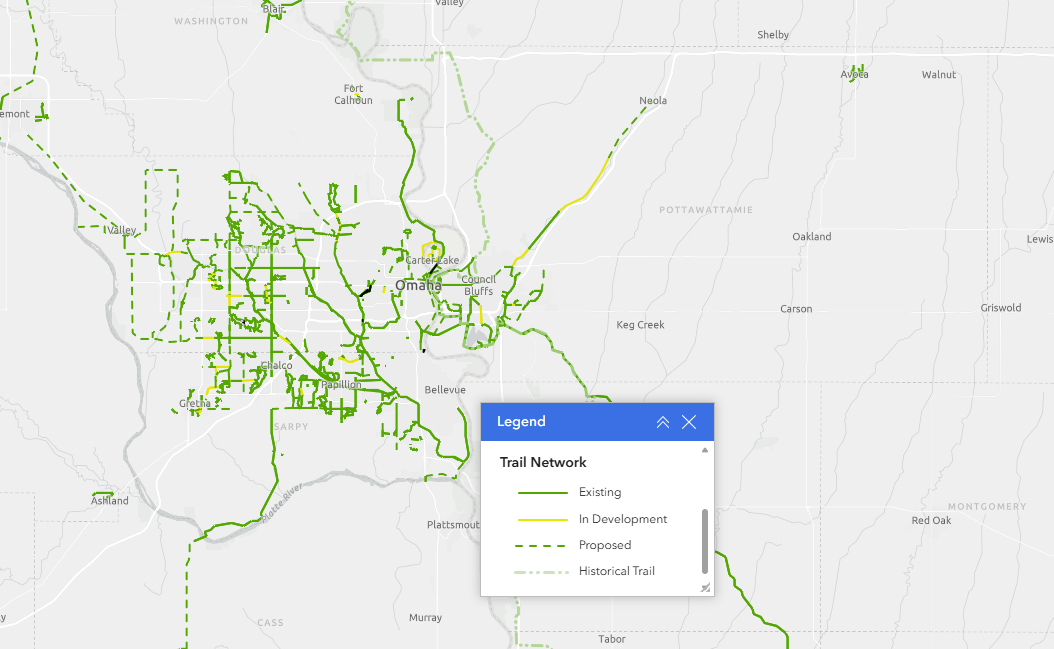 Valley
Blair
WASHINGTON
Shelby
Avoca
Walnut
Fort
Calhoun
Neola
emont
POTTAWATTAMIE
Valley
Oakland
Lewis
DOUGLAS
Carter Lake
Omaha
Council
Bluffs
Carson
Griswold
Keg Creek
Chalco
Papillion
Bellevue
Gretna
SARPY
Legend
Trail Network
Existing
In Development
Proposed
Historical Trail
Platte River
Ashland
Plattsmout
MONTGOMERY
Red Oak
CASS
Murray
Tabor